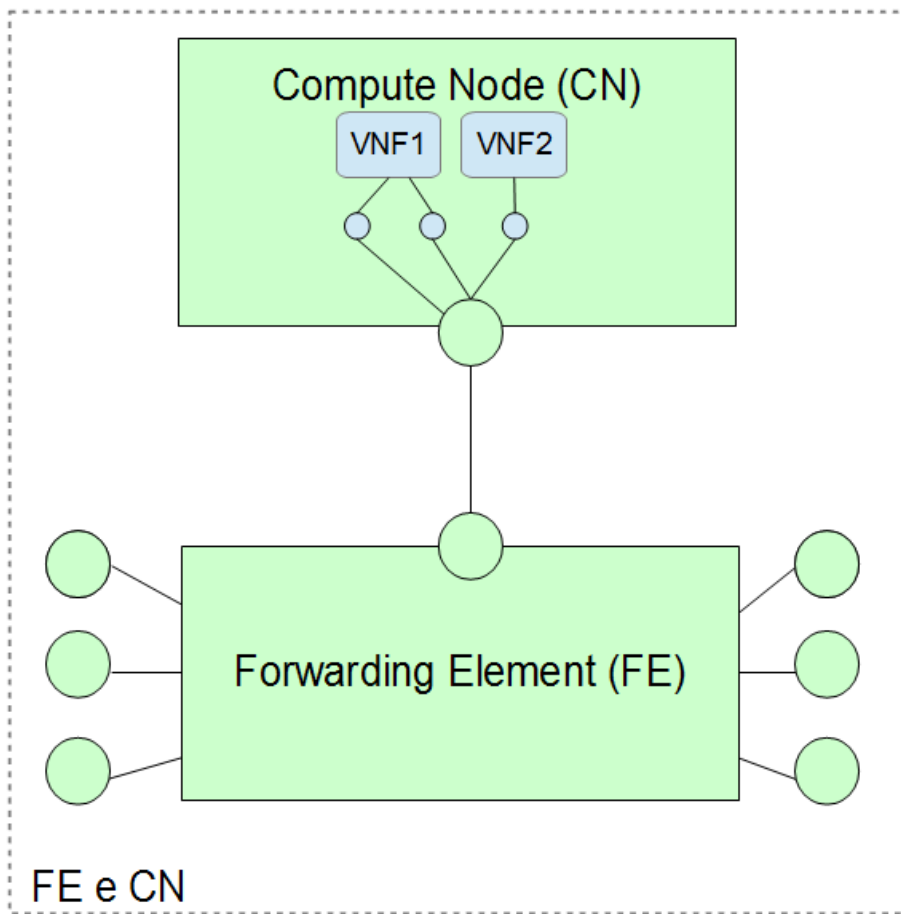 Compute Node (CN)
VNF1
VNF2
Forwarding Element (FE)
FE e CN